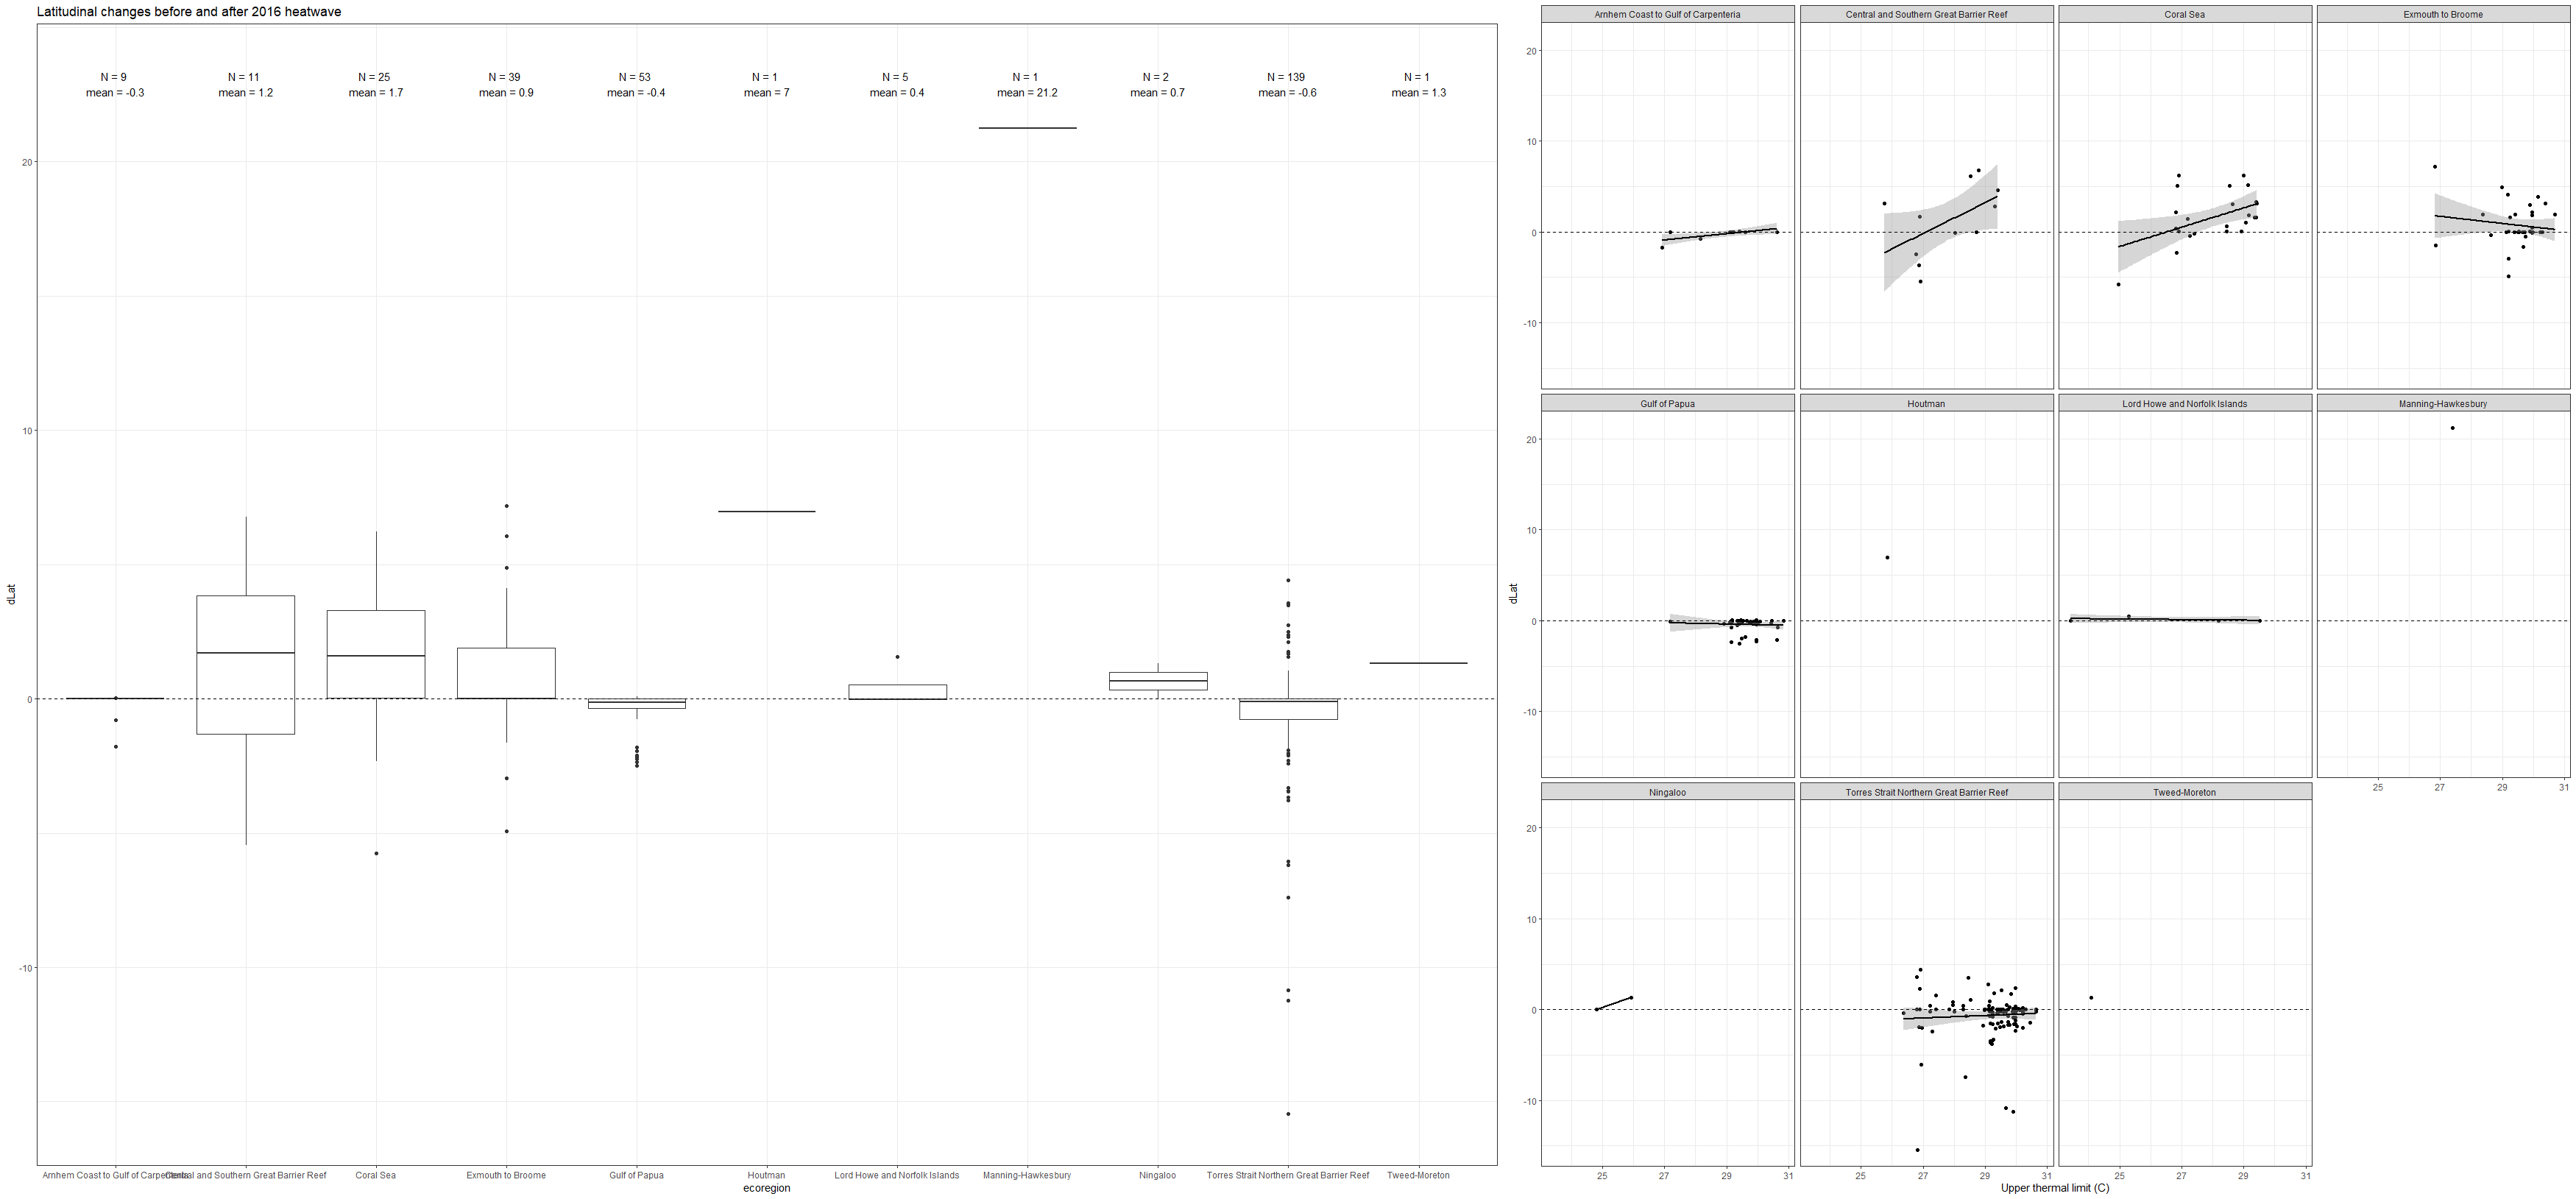 Latitudinal changes before and after 2016 heatwave
N = 9
mean = -0.3
N = 11
mean = 1.2
N = 25
mean = 1.7
N = 39
mean = 0.9
N = 53
mean = -0.4
N = 1
mean = 7
N = 5
mean = 0.4
N = 1
mean = 21.2
N = 2
mean = 0.7
N = 139
mean = -0.6
N = 1
mean = 1.3
20
10
0
-10
dLat
Arnhem Coast to Gulf of Carpentaria
Central and Southern Great Barrier Reef
Coral Sea
Exmouth to Broome
Gulf of Papua
Houtman
Lord Howe and Norfolk Islands
Manning-Hawkesbury
Ningaloo
Torres Strait Northern Great Barrier Reef
Tweed-Moreton
ecoregion
Arnhem Coast to Gulf of Carpenteria
Central and Southern Great Barrier Reef
Coral Sea
Exmouth to Broome
20
10
0
-10
Gulf of Papua
Houtman
Lord Howe and Norfolk Islands
Manning-Hawkesbury
20
10
0
-10
25 27 29 31
dLat
Ningaloo
Torres Strait Northern Great Barrier Reef
Tweed-Moreton
20
10
0
-10
25 27 29 31
25 27 29 31
25 27 29 31
Upper thermal limit (C)